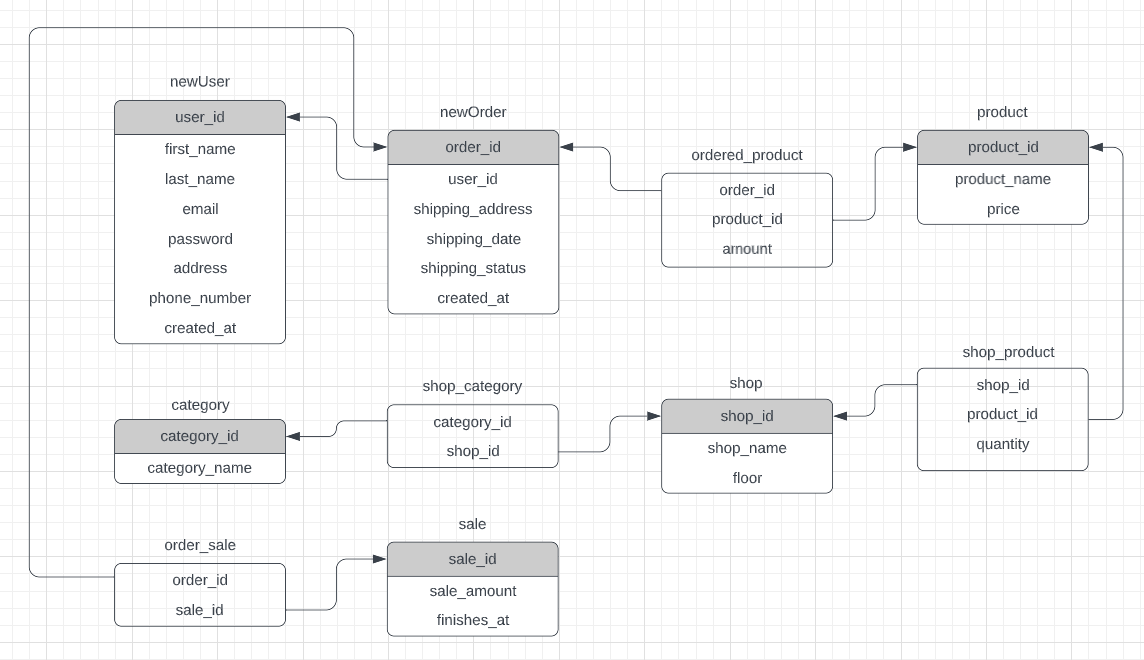 newUser
user_id
first_name
last_name
email
password
address
phone_number
created_at
newOrder
order_id
user_id
shipping_address
shipping_date
shipping_status
created_at
ordered_product
order_id
product_id
amount
product
product_id
product_name
price
category
category_id
category_name
shop_category
category_id
shop_id
shop
shop_id
shop_name
floor
shop_product
shop_id
product_id
quantity
order_sale
order_id
sale_id
sale
sale_id
sale_amount
finishes_at